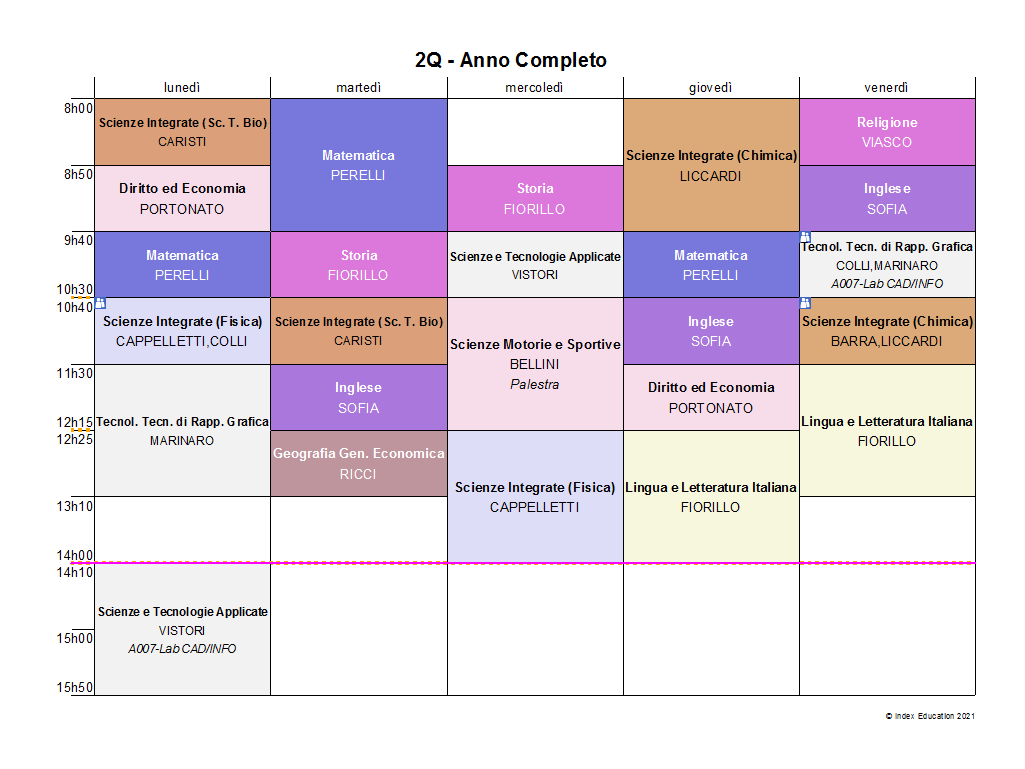 2Q - Anno Completo
lunedì martedì mercoledì giovedì venerdì
8h00
8h50
9h40
10h30
10h40
11h30
12h15
12h25
13h10
14h00
14h10
15h00
15h50
Scienze Integrate (Sc. T. Bio)
CARISTI
Diritto ed Economia
PORTONATO
Matematica
PERELLI
Scienze Integrate (Fisica)
CAPPELLETTI,COLLI
Tecnol. Tecn. di Rapp. Grafica
MARINARO
Scienze e Tecnologie Applicate
VISTORI
A007-Lab CAD/INFO
Matematica
PERELLI
Storia
FIORILLO
Scienze Integrate (Sc. T. Bio)
CARISTI
Inglese
SOFIA
Geografia Gen. Economica
RICCI
Storia
FIORILLO
Scienze e Tecnologie Applicate
VISTORI
Scienze Motorie e Sportive
BELLINI
Palestra
Scienze Integrate (Fisica)
CAPPELLETTI
Scienze Integrate (Chimica)
LICCARDI
Matematica
PERELLI
Inglese
SOFIA
Diritto ed Economia
PORTONATO
Lingua e Letteratura Italiana
FIORILLO
Religione
VIASCO
Inglese
SOFIA
Tecnol. Tecn. di Rapp. Grafica
COLLI,MARINARO
A007-Lab CAD/INFO
Scienze Integrate (Chimica)
BARRA,LICCARDI
Lingua e Letteratura Italiana
FIORILLO
© Index Education 2021